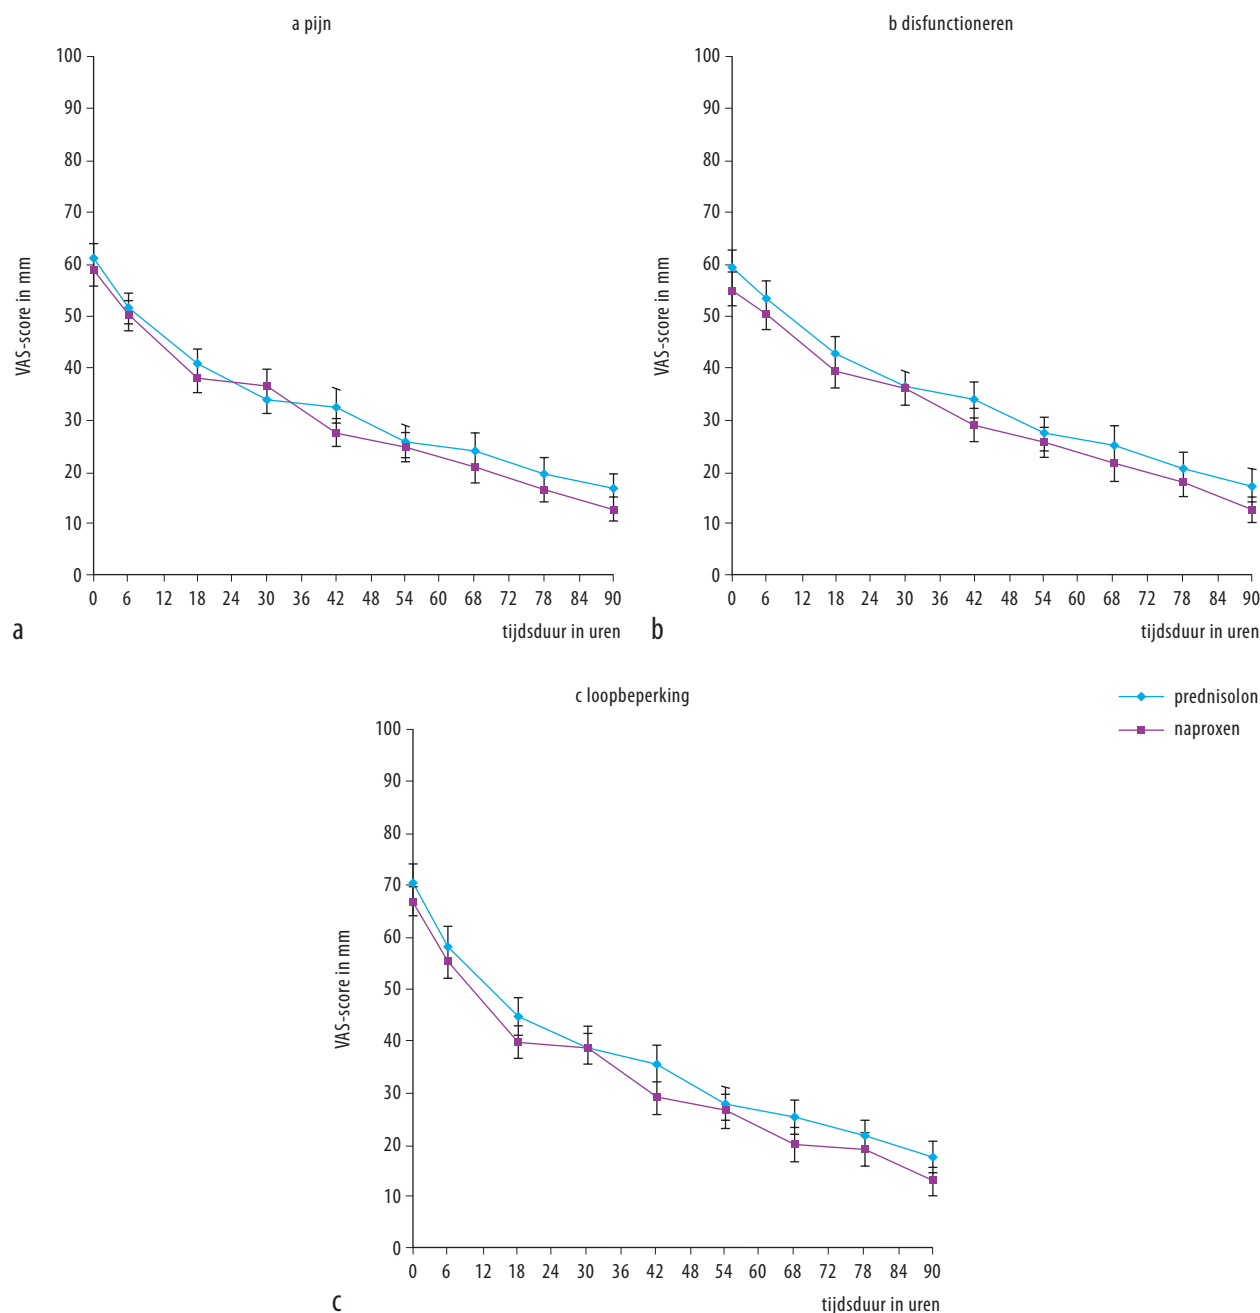 a pijn
100
90
80
70
60
50
40
30
20
10
0
VAS-score in mm
0 6 12 18 24 30 36 42 48 54 60 68 72 78 84 90
tijdsduur in uren
a
b disfunctioneren
100
90
80
70
60
50
40
30
20
10
0
VAS-score in mm
0 6 12 18 24 30 36 42 48 54 60 68 72 78 84 90
tijdsduur in uren
b
c loopbeperking
100
90
80
70
60
50
40
30
20
10
0
VAS-score in mm
0 6 12 18 24 30 36 42 48 54 60 68 72 78 84 90
tijdsduur in uren
c
prednisolon
naproxen